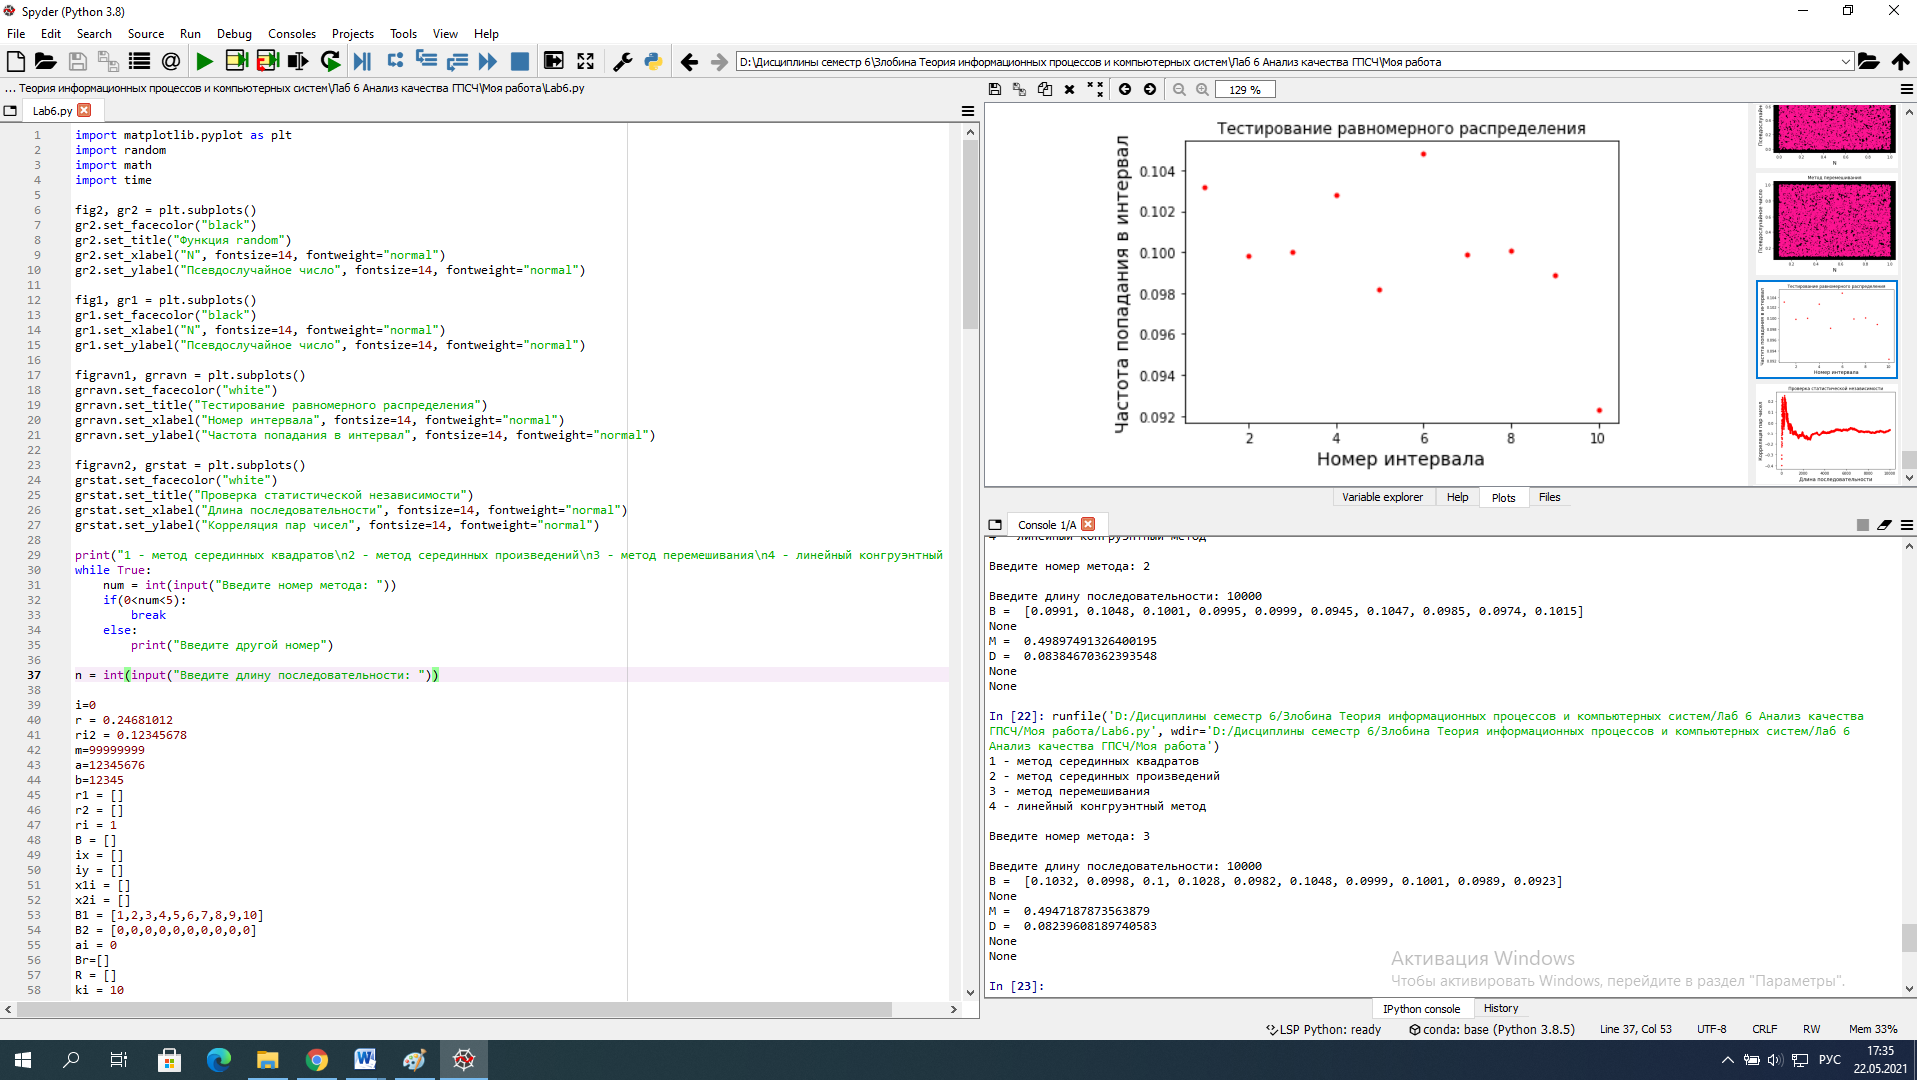 Spyder (Python 3.8)
File Edit Search Source Run Debug Consoles Projects Tools View Help
D:\Дисциплины семестр 6\Злобина Теория информационных процессов и компьютерных систем\Лаб 6 Анализ качества ГПСЧ\Моя работа
... Теория информационных процессов и компьютерных систем\Лаб 6 Анализ качества ГПСЧ\Моя работа\Lab6.py
Lab6.py
1 import matplotlib.pyplot as plt
2 import random
3 import math
4 import time
5
6 fig2, gr2 = plt.subplots()
7 gr2.set_facecolor("black")
8 gr2.set_title("Функция random")
9 gr2.set_xlabel("N", fontsize=14, fontweight="normal")
10 gr2.set_ylabel("Псевдослучайное число", fontsize=14, fontweight="normal")
11
12 fig1, gr1 = plt.subplots()
13 gr1.set_facecolor("black")
14 gr1.set_xlabel("N", fontsize=14, fontweight="normal")
15 gr1.set_ylabel("Псевдослучайное число", fontsize=14, fontweight="normal")
16
17 figravn1, grravn = plt.subplots()
18 grravn.set_facecolor("white")
19 grravn.set_title("Тестирование равномерного распределения")
20 grravn.set_xlabel("Номер интервала", fontsize=14, fontweight="normal")
21 grravn.set_ylabel("Частота попадания в интервал", fontsize=14, fontweight="normal")
22
23 figravn2, grstat = plt.subplots()
24 grstat.set_facecolor("white")
25 grstat.set_title("Проверка статистической независимости")
26 grstat.set_xlabel("Длина последовательности", fontsize=14, fontweight="normal")
27 grstat.set_ylabel("Корреляция пар чисел", fontsize=14, fontweight="normal")
28
29 print("1 - метод серединных квадратов\n2 - метод серединных произведений\n3 - метод перемешивания\n4 - линейный конгруэнтный
30 while True:
31 num = int(input("Введите номер метода: "))
32 if(0<num<5):
33 break
34 else:
35 print("Введите другой номер")
36
37 n = int(input("Введите длину последовательности: "))
38
39 i=0
40 r = 0.24681012
41 ri2 = 0.12345678
42 m=99999999
43 a=12345676
44 b=12345
45 r1 = []
46 r2 = []
47 ri = 1
48 B = []
49 ix = []
50 iy = []
51 x1i = []
52 x2i = []
53 B1 = [1,2,3,4,5,6,7,8,9,10]
54 B2 = [0,0,0,0,0,0,0,0,0,0]
55 ai = 0
56 Br=[]
57 R = []
58 ki = 10
129 %
Тестирование равномерного распределения
Частота попадания в интервал
0.104
0.102
0.100
0.098
0.096
0.094
0.092
2 4 6 8 10
Номер интервала
N
Метод перемешивания
Псевдослучайное число
N
Тестирование равномерного распределения
Частота попадания в интервал
Номер интервала
Проверка статистической независимости
Корреляция пар чисел
Длина последовательности
Variable explorer Help Plots Files
Console 1/A
4 - линейный конгруэнтный метод
Введите номер метода: 2
Введите длину последовательности: 10000
B = [0.0991, 0.1048, 0.1001, 0.0995, 0.0999, 0.0945, 0.1047, 0.0985, 0.0974, 0.1015]
None
M = 0.49897491326400195
D = 0.08384670362393548
None
None
In [22]: runfile('D:/Дисциплины семестр 6/Злобина Теория информационных процессов и компьютерных систем/Лаб 6 Анализ качества
ГПСЧ/Моя работа/Lab6.py', wdir='D:/Дисциплины семестр 6/Злобина Теория информационных процессов и компьютерных систем/Лаб 6
Анализ качества ГПСЧ/Моя работа')
1 - метод серединных квадратов
2 - метод серединных произведений
3 - метод перемешивания
4 - линейный конгруэнтный метод
Введите номер метода: 3
Введите длину последовательности: 10000
B = [0.1032, 0.0998, 0.1, 0.1028, 0.0982, 0.1048, 0.0999, 0.1001, 0.0989, 0.0923]
None
M = 0.4947187873563879
D = 0.08239608189740583
None
None
In [23]:
Активация Windows
Чтобы активировать Windows, перейдите в раздел "Параметры".
IPython console History
LSP Python: ready conda: base (Python 3.8.5) Line 37, Col 53 UTF-8 CRLF RW Mem 33%
РУС
17:35
22.05.2021